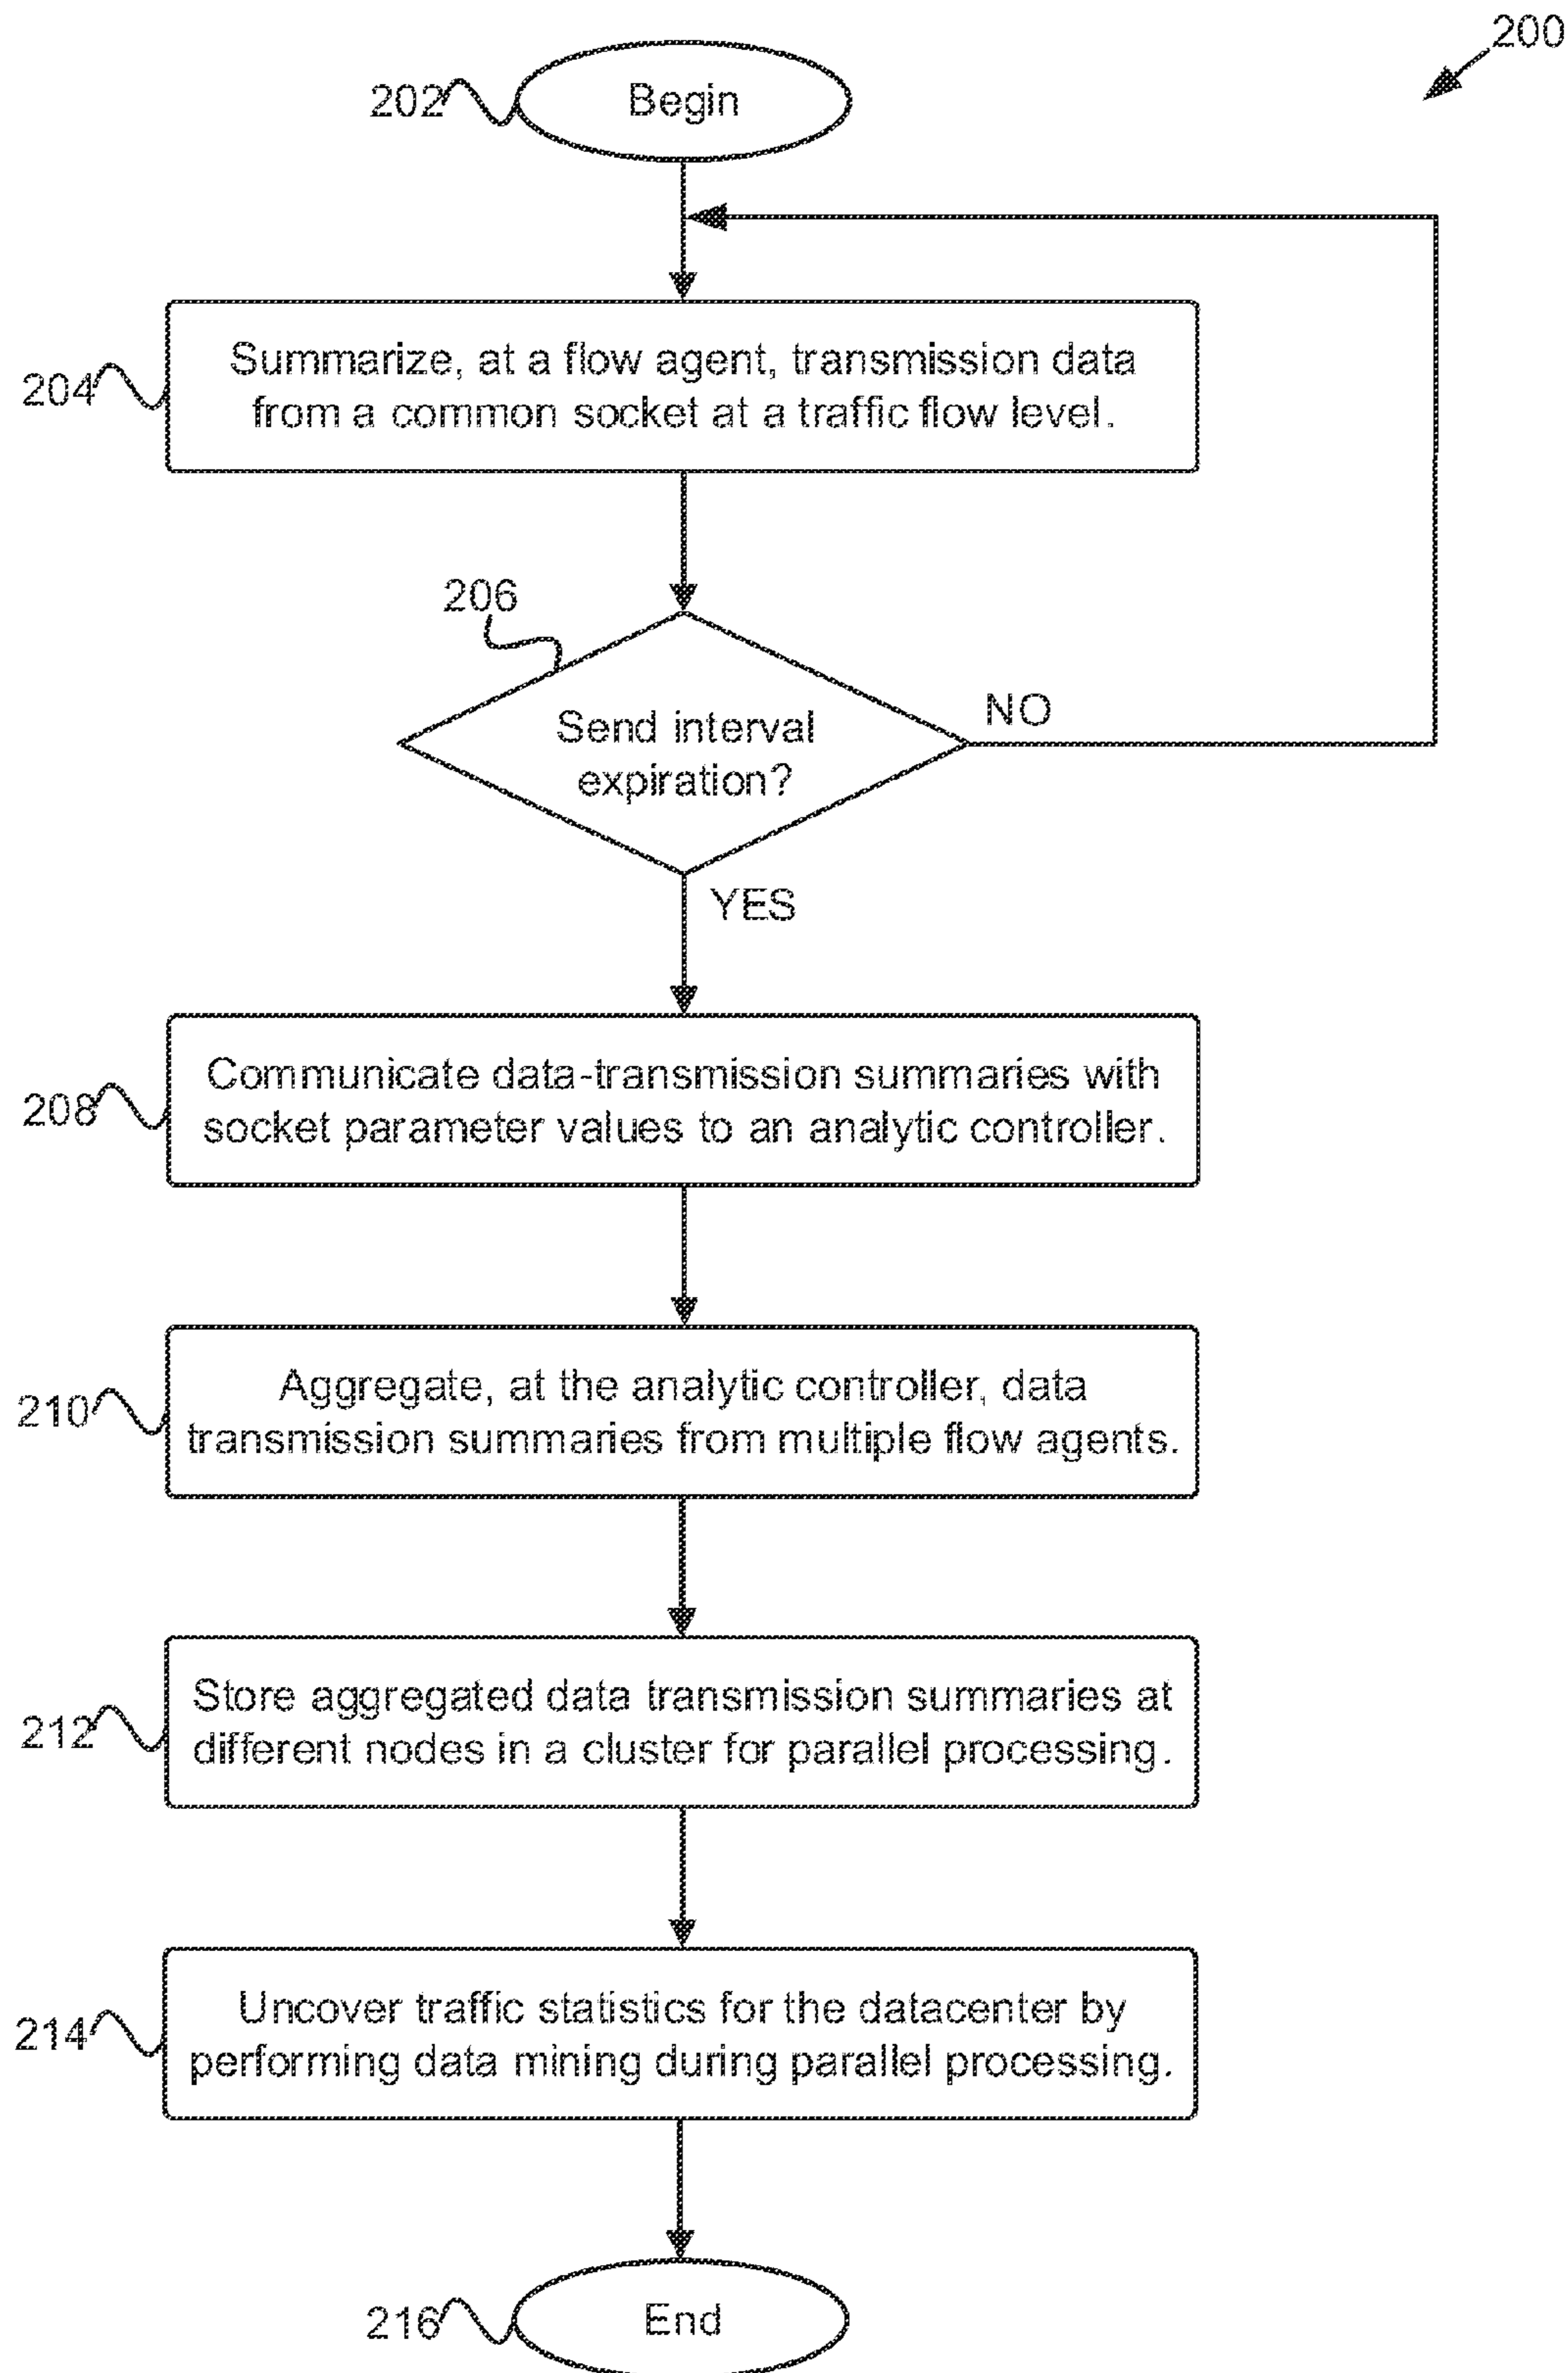 200
202
Begin
204
Summarize, at a flow agent, transmission data
from a common socket at a traffic flow level.
206
Send interval
expiration?
NO
YES
208
Communicate data-transmission summaries with
socket parameter values to an analytic controller.
210
Aggregate, at the analytic controller, data
transmission summaries from multiple flow agents.
212
Store aggregated data transmission summaries at
different nodes in a cluster for parallel processing.
214
Uncover traffic statistics for the datacenter by
performing data mining during parallel processing.
216
End